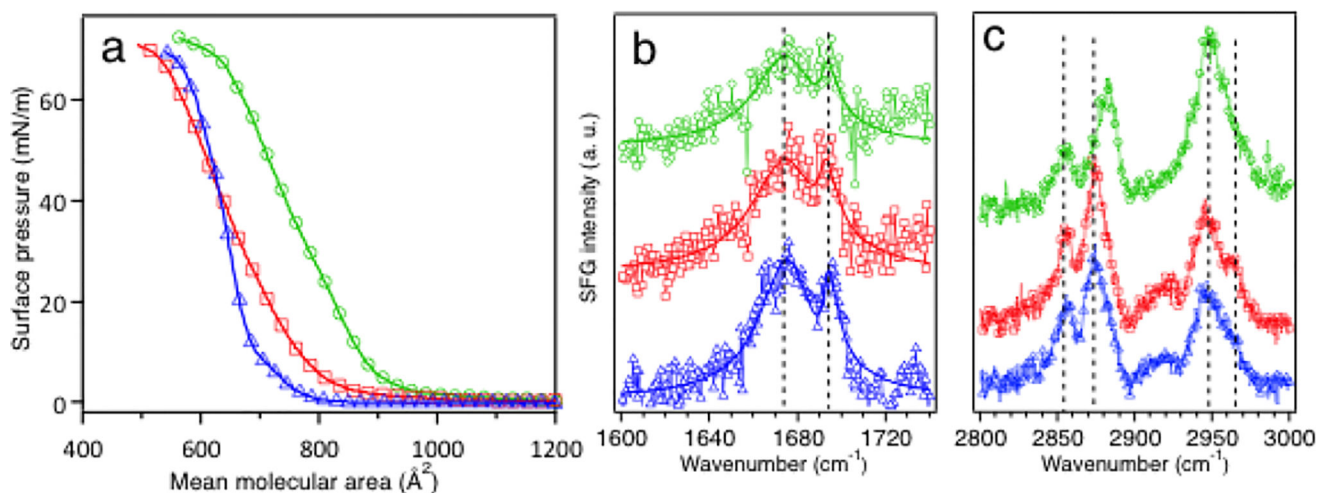 a
Surface pressure (mN/m)
60
40
20
0
400 600 800 1000 1200
Mean molecular area (Å²)
b
SFG intensity (a. u.)
1600 1640 1680 1720
Wavenumber (cm⁻¹)
c
2800 2850 2900 2950 3000
Wavenumber (cm⁻¹)